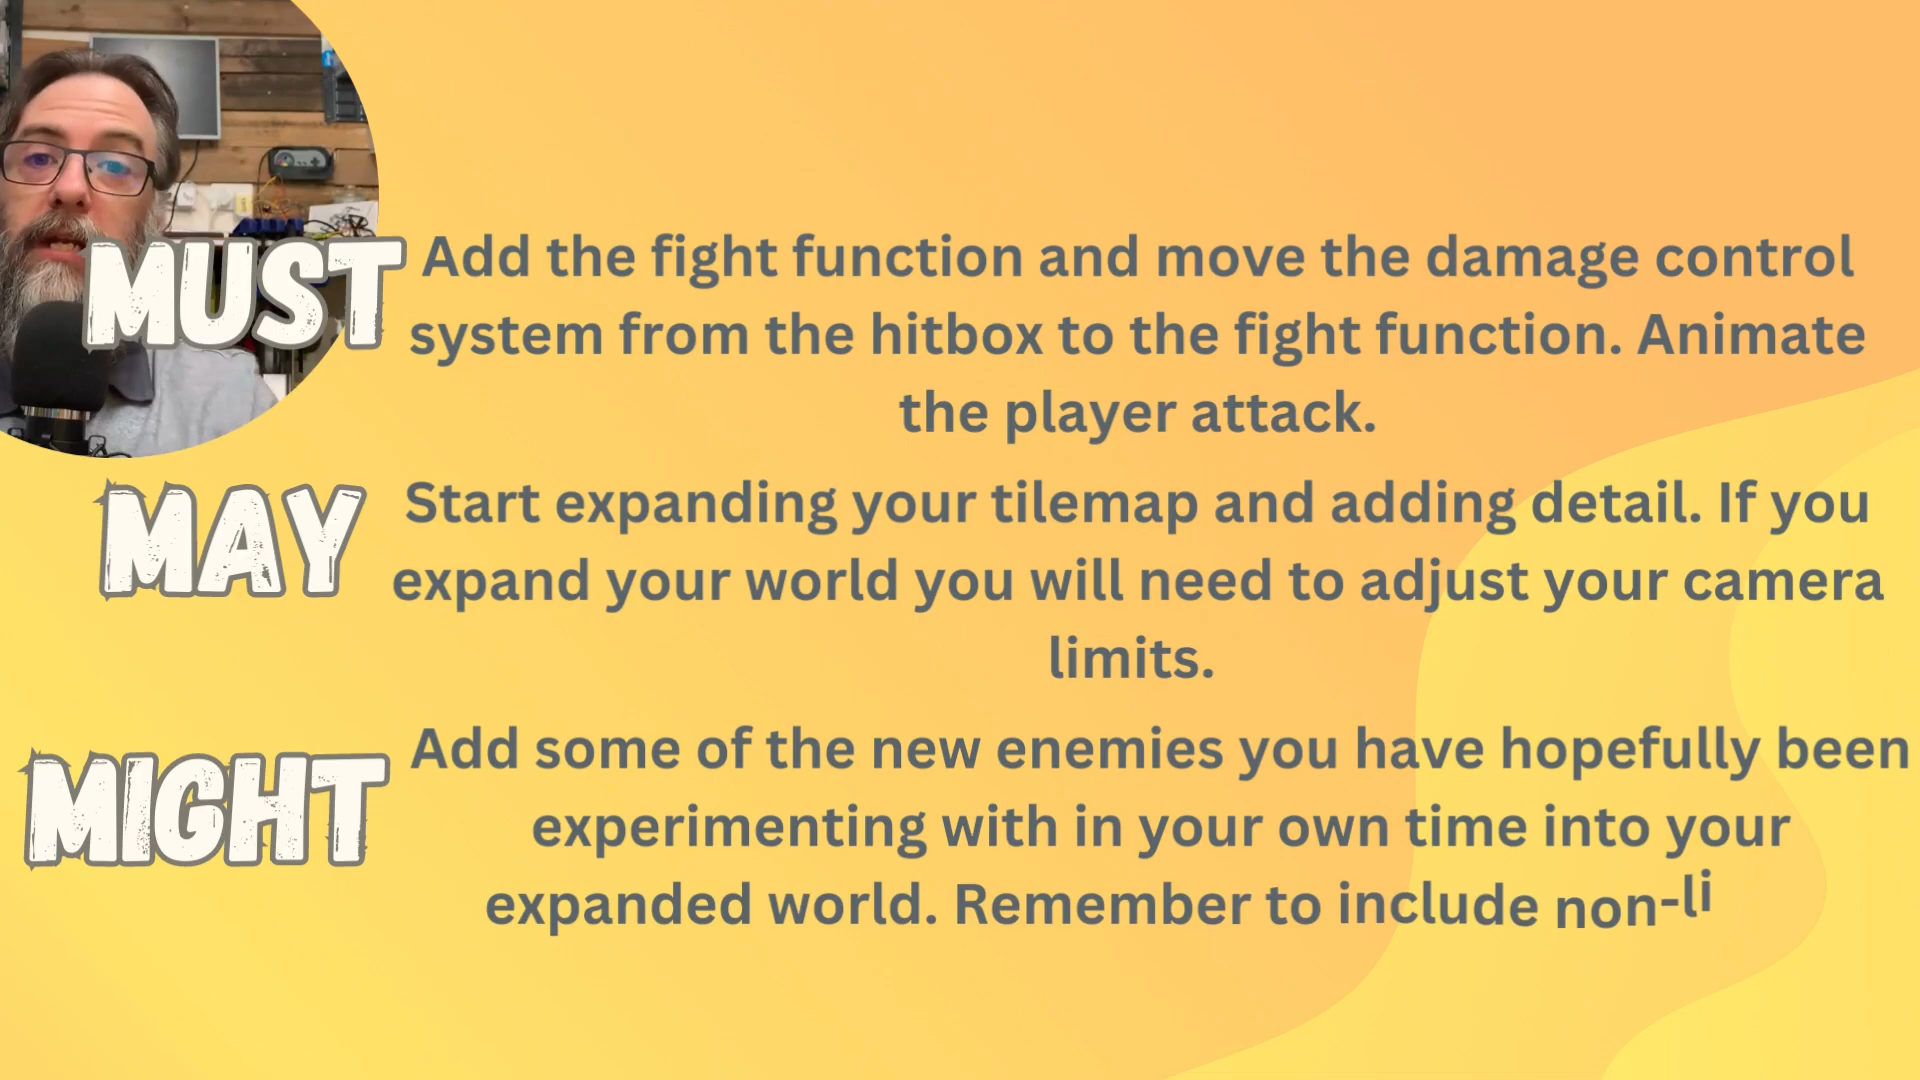 MUST
Add the fight function and move the damage control
system from the hitbox to the fight function. Animate
the player attack.
MAY
Start expanding your tilemap and adding detail. If you
expand your world you will need to adjust your camera
limits.
MIGHT
Add some of the new enemies you have hopefully been
experimenting with in your own time into your
expanded world. Remember to include non-li